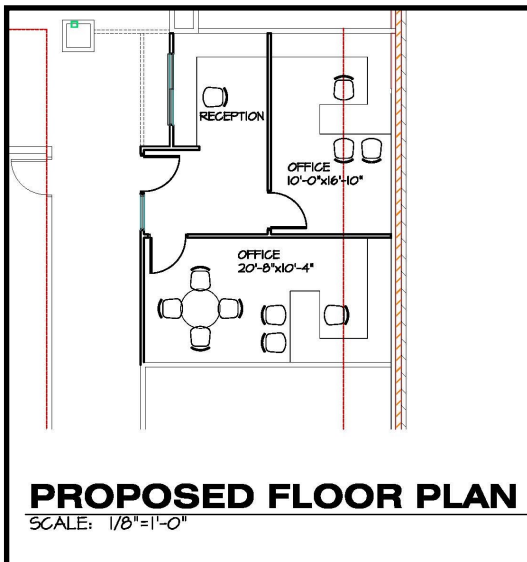 RECEPTION
OFFICE
10'-0"x16'-10"
OFFICE
20'-8"x10'-4"
PROPOSED FLOOR PLAN
SCALE: 1/8"=1'-0"